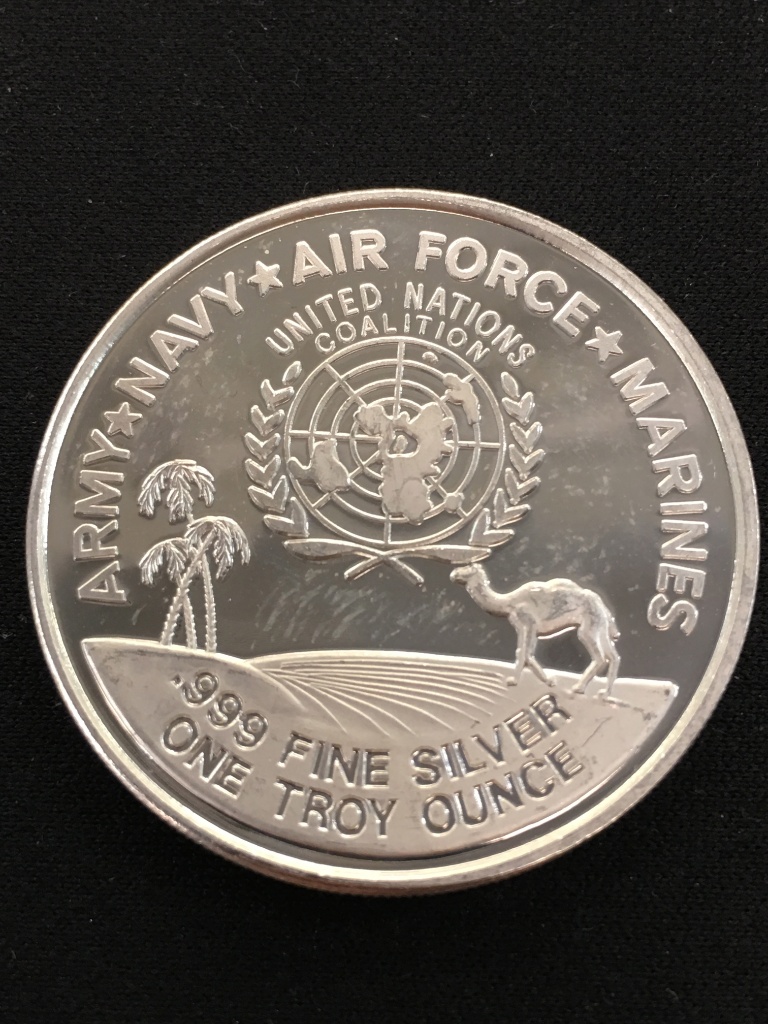 ARMY★NAVY★AIR FORCE★MARINES
UNITED NATIONS
COALITION
.999 FINE SILVER
ONE TROY OUNCE